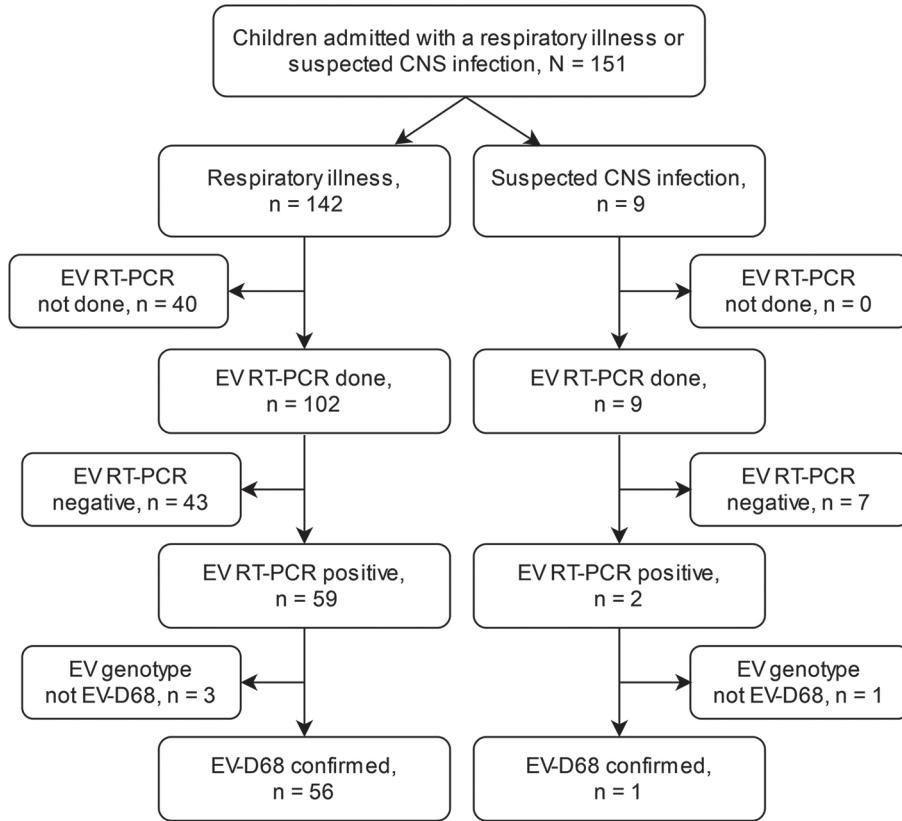 Children admitted with a respiratory illness or
suspected CNS infection, N = 151
Respiratory illness,
n = 142
Suspected CNS infection,
n = 9
EV RT-PCR
not done, n = 40
EV RT-PCR
not done, n = 0
EV RT-PCR done,
n = 102
EV RT-PCR done,
n = 9
EV RT-PCR
negative, n = 43
EV RT-PCR
negative, n = 7
EV RT-PCR positive,
n = 59
EV RT-PCR positive,
n = 2
EV genotype
not EV-D68, n = 3
EV genotype
not EV-D68, n = 1
EV-D68 confirmed,
n = 56
EV-D68 confirmed,
n = 1